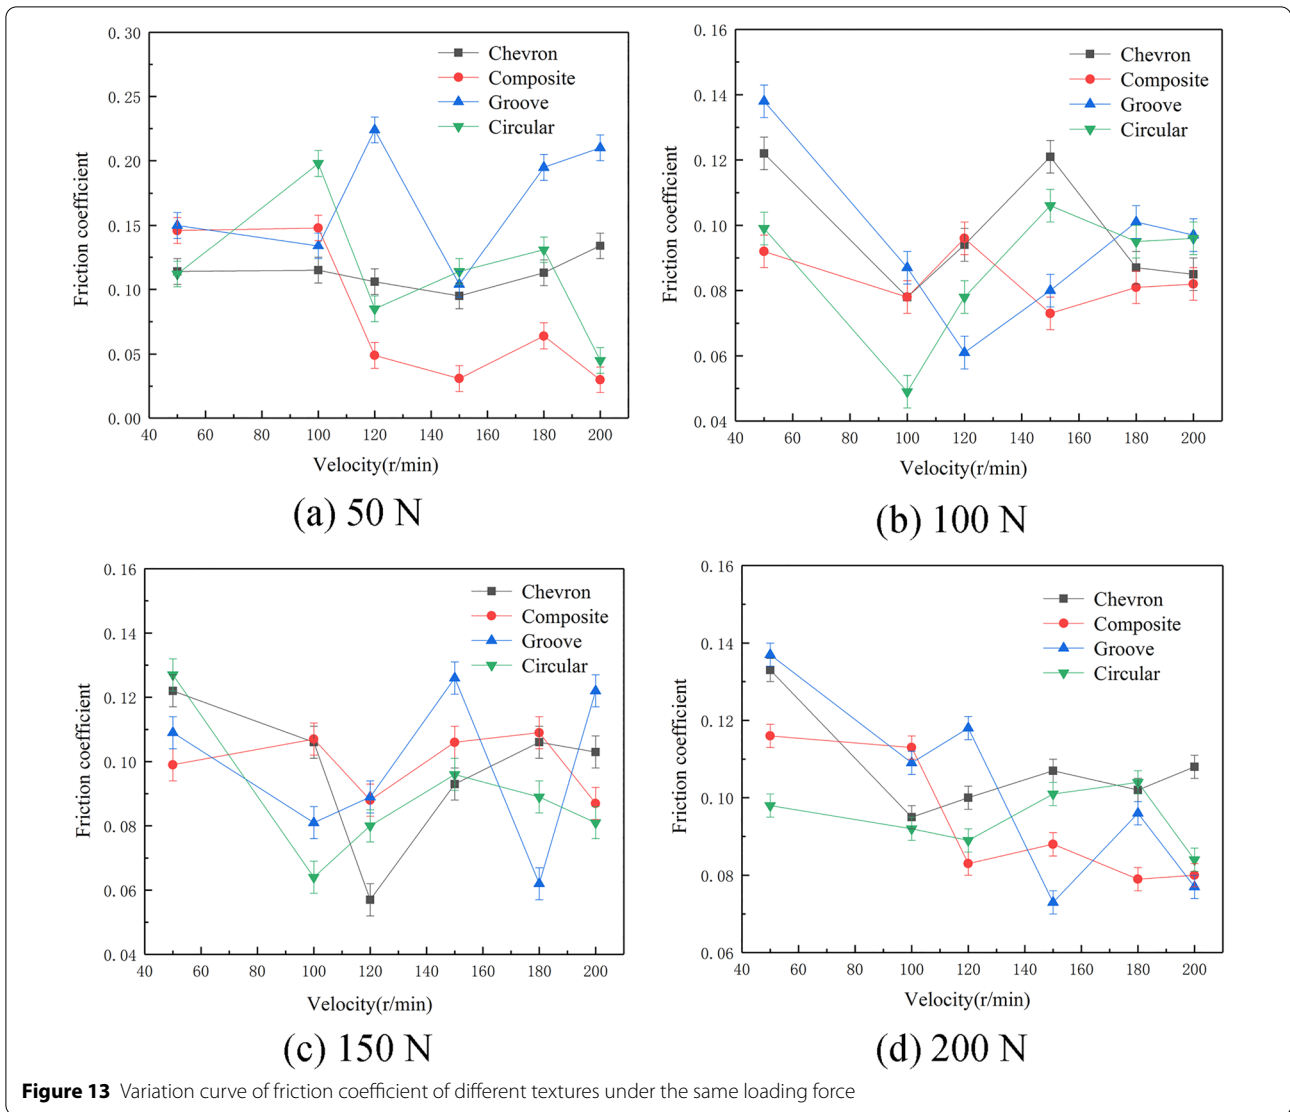 0.30
0.25
0.20
0.15
0.10
0.05
0.00
Friction coefficient
Chevron
Composite
Groove
Circular
40 60 80 100 120 140 160 180 200
Velocity(r/min)
(a) 50 N
0.16
0.14
0.12
0.10
0.08
0.06
0.04
Friction coefficient
Chevron
Composite
Groove
Circular
40 60 80 100 120 140 160 180 200
Velocity(r/min)
(b) 100 N
0.16
0.14
0.12
0.10
0.08
0.06
0.04
Friction coefficient
Chevron
Composite
Groove
Circular
40 60 80 100 120 140 160 180 200
Velocity(r/min)
(c) 150 N
0.16
0.14
0.12
0.10
0.08
0.06
Friction coefficient
Chevron
Composite
Groove
Circular
40 60 80 100 120 140 160 180 200
Velocity(r/min)
(d) 200 N
Figure 13 Variation curve of friction coefficient of different textures under the same loading force